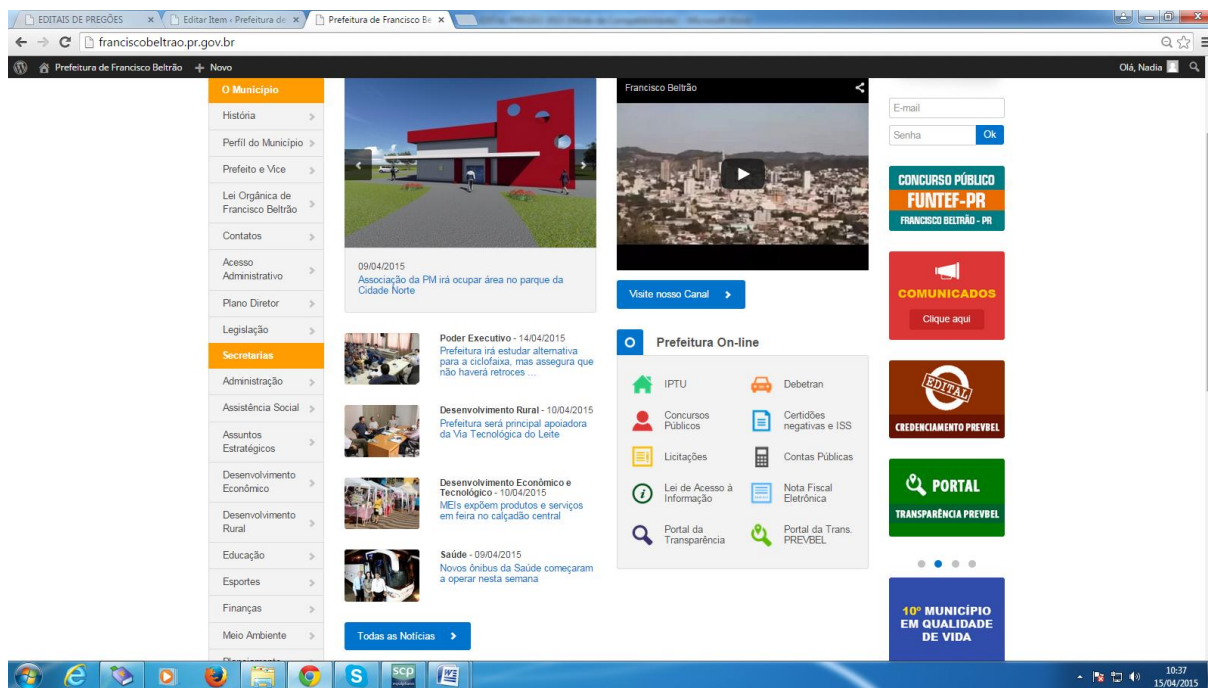 EDITAIS DE PREGÕES
Editar Item ‹ Prefeitura de
Prefeitura de Francisco Be
franciscobeltrao.pr.gov.br
Prefeitura de Francisco Beltrão
+ Novo
Olá, Nadia
O Município
História
Perfil do Município
Prefeito e Vice
Lei Orgânica de
Francisco Beltrão
Contatos
Acesso
Administrativo
Plano Diretor
Legislação
Secretarias
Administração
Assistência Social
Assuntos
Estratégicos
Desenvolvimento
Econômico
Desenvolvimento
Rural
Educação
Esportes
Finanças
Meio Ambiente
Planejamento
09/04/2015
Associação da PM irá ocupar área no parque da
Cidade Norte
Poder Executivo - 14/04/2015
Prefeitura irá estudar alternativa
para a ciclofaixa, mas assegura que
não haverá retroces ...
Desenvolvimento Rural - 10/04/2015
Prefeitura será principal apoiadora
da Via Tecnológica do Leite
Desenvolvimento Econômico e
Tecnológico - 10/04/2015
MEIs expõem produtos e serviços
em feira no calçadão central
Saúde - 09/04/2015
Novos ônibus da Saúde começaram
a operar nesta semana
Todas as Notícias
Francisco Beltrão
Visite nosso Canal
Prefeitura On-line
IPTU
Debetran
Concursos
Públicos
Certidões
negativas e ISS
Licitações
Contas Públicas
Lei de Acesso à
Informação
Nota Fiscal
Eletrônica
Portal da
Transparência
Portal da Trans.
PREVBEL
E-mail
Senha
Ok
CONCURSO PÚBLICO
FUNTEF-PR
FRANCISCO BELTRÃO - PR
COMUNICADOS
Clique aqui
EDITAL
CREDENCIAMENTO PREVBEL
PORTAL
TRANSPARÊNCIA PREVBEL
10º MUNICÍPIO
EM QUALIDADE
DE VIDA
scp
10:37
15/04/2015